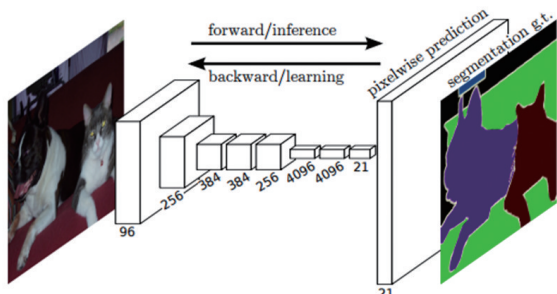 forward/inference
backward/learning
pixelwise prediction
segmentation g.t.
96
256
384
384
256
4096
4096
21
21